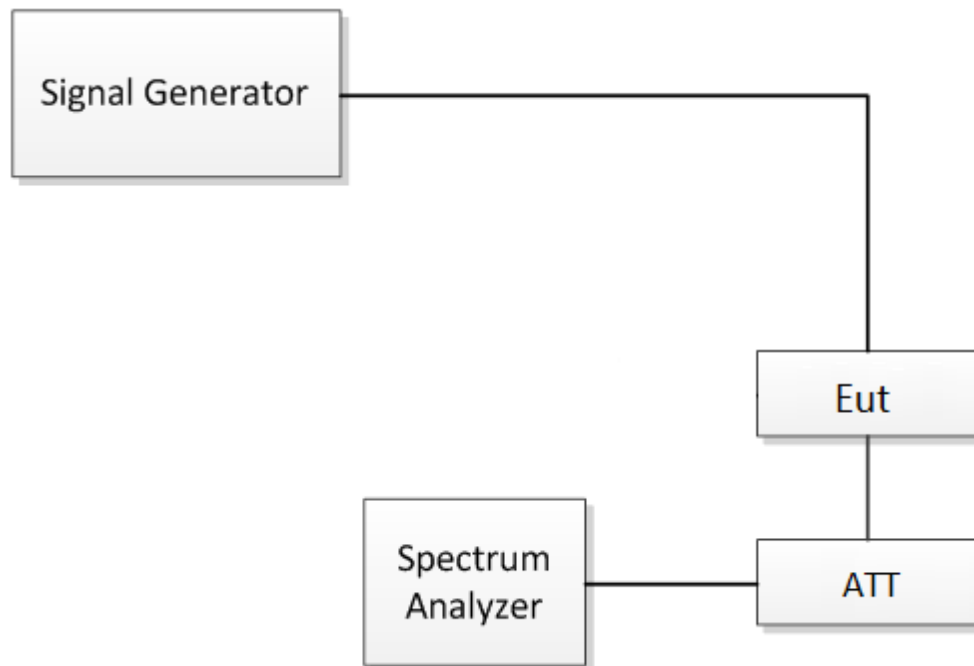 Signal Generator
Eut
Spectrum
Analyzer
ATT